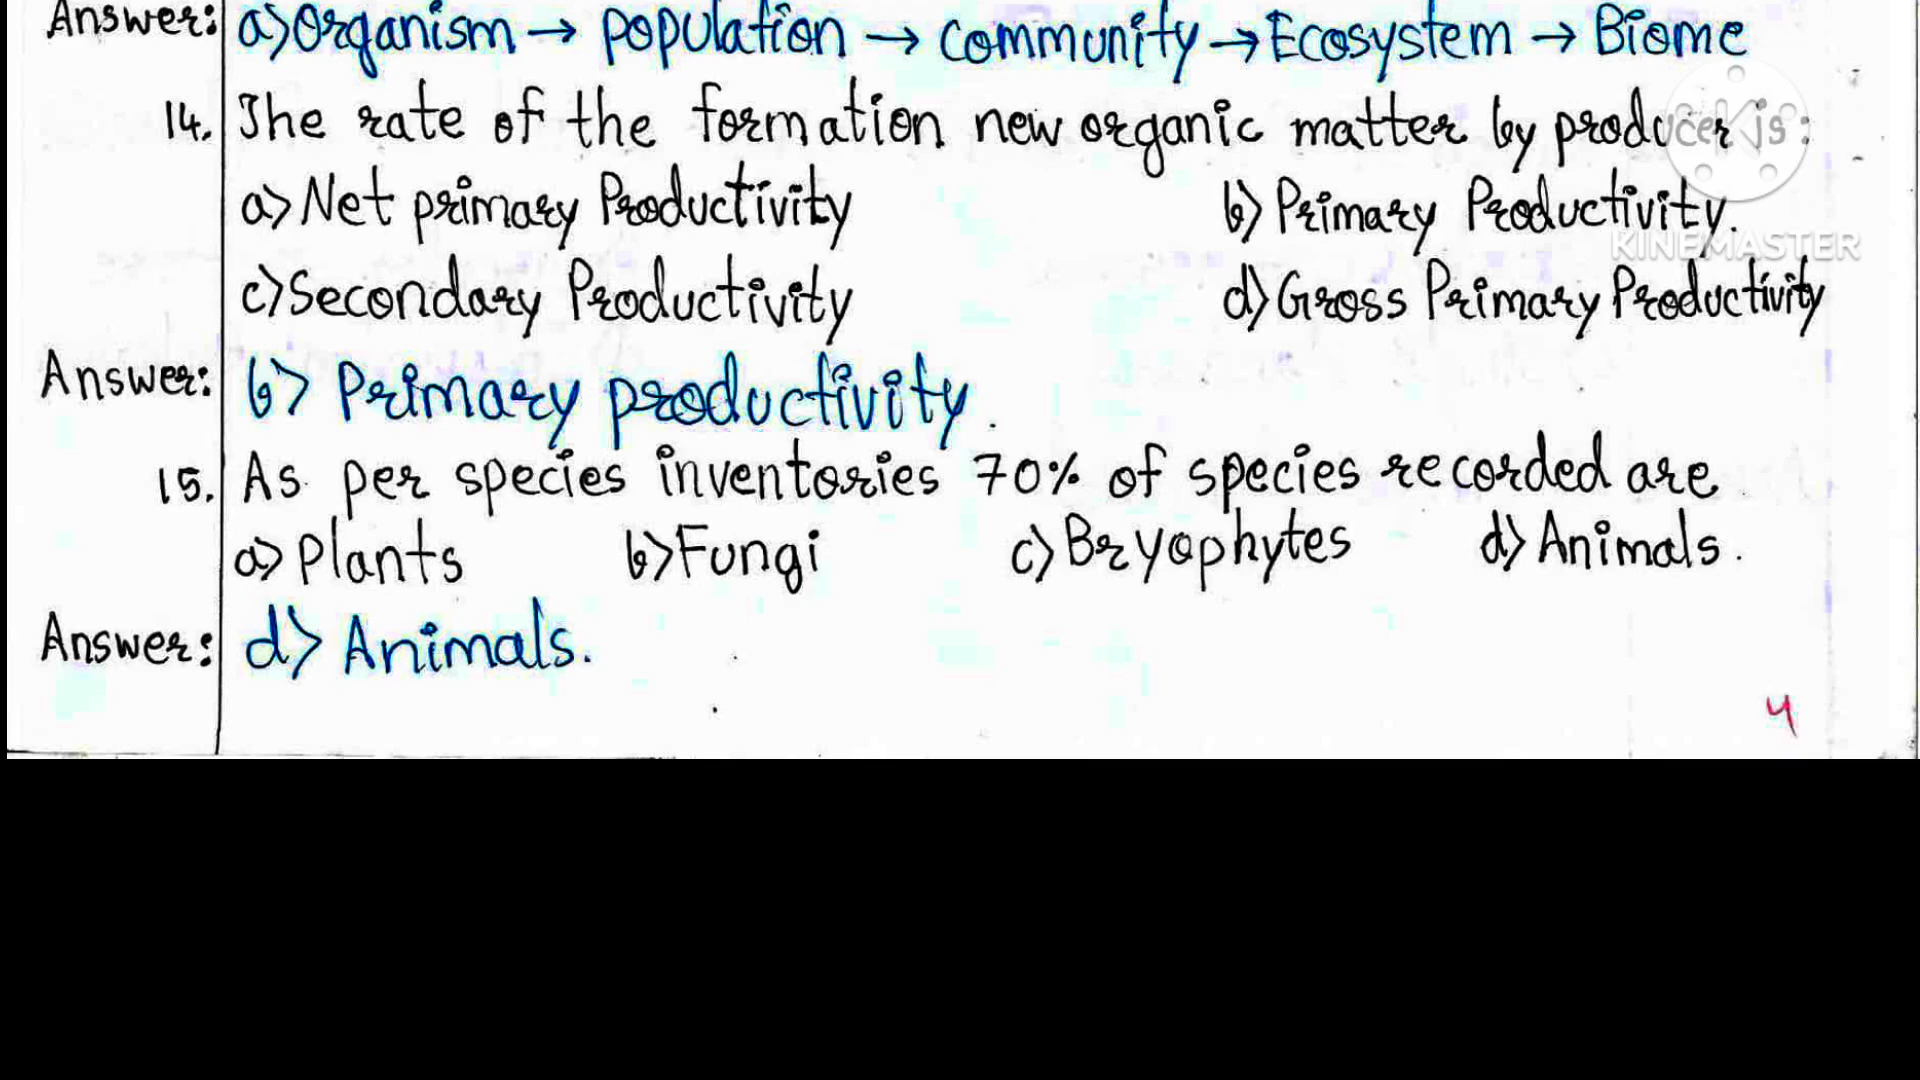 Answer: a) Organism → population → community → Ecosystem → Biome
14. The rate of the formation new organic matter by producer is:
a) Net primary Productivity b) Primary Productivity.
c) Secondary Productivity d) Gross Primary Productivity
Answer: b) Primary productivity.
15. As per species inventories 70% of species recorded are
a) Plants b) Fungi c) Bryophytes d) Animals.
Answer: d) Animals.
4
K
KINEMASTER